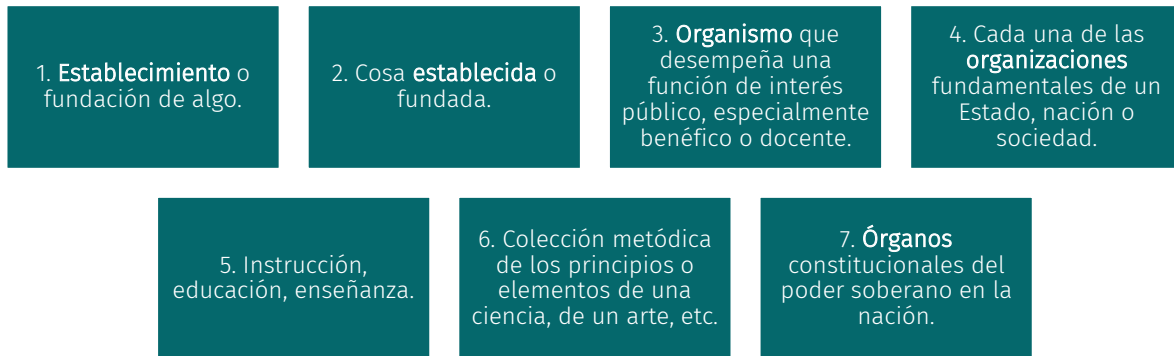 1. Establecimiento o
fundación de algo.
2. Cosa establecida o
fundada.
3. Organismo que
desempeña una
función de interés
público, especialmente
benéfico o docente.
4. Cada una de las
organizaciones
fundamentales de un
Estado, nación o
sociedad.
5. Instrucción,
educación, enseñanza.
6. Colección metódica
de los principios o
elementos de una
ciencia, de un arte, etc.
7. Órganos
constitucionales del
poder soberano en la
nación.